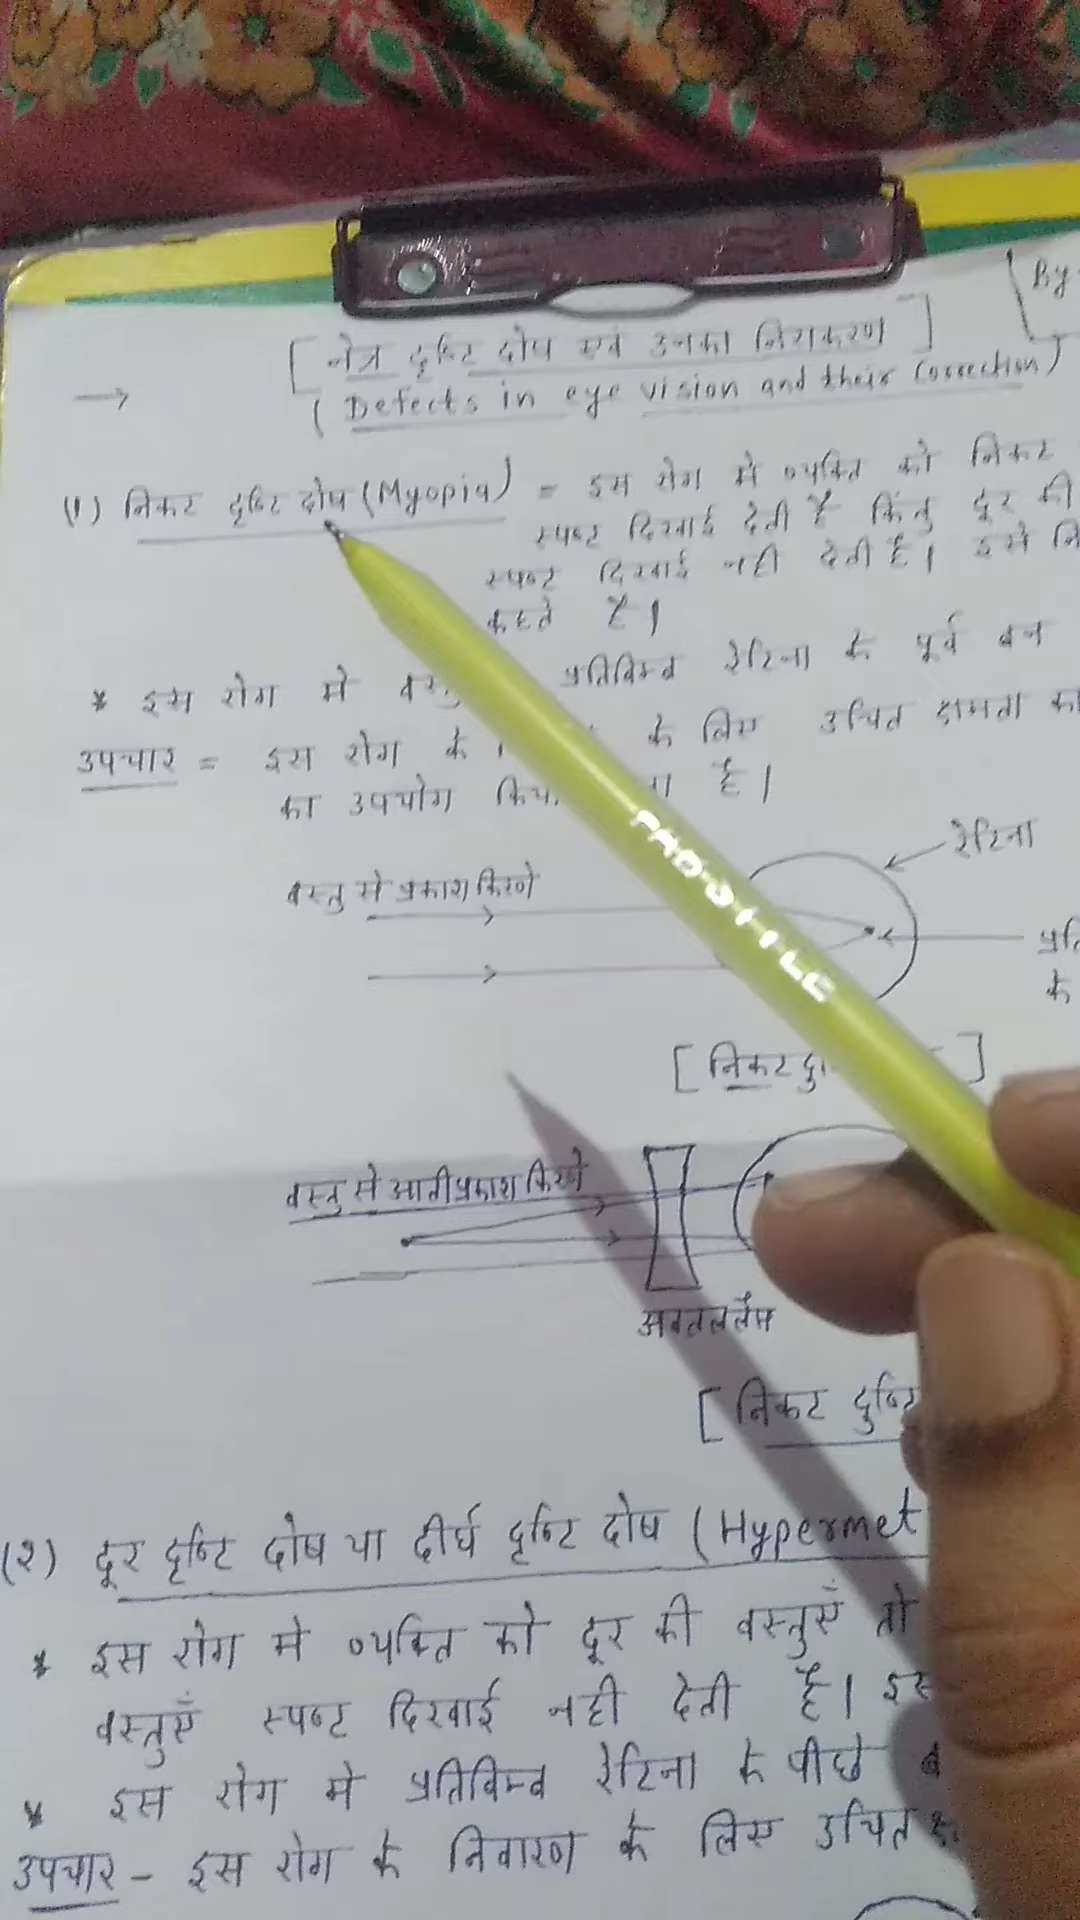 By
[ नेत्र दृष्टि दोष एवं उनका निराकरण ]
( Defects in eye vision and their Correction )
(1) निकट दृष्टि दोष (Myopia) = इस रोग मे व्यक्ति को निकट
स्पष्ट दिखाई देती है किंतु दूर की
स्पष्ट दिखाई नही देती है। इसे
कहते है।
* इस रोग मे प्रतिबिम्ब रेटिना के पूर्व बन
उपचार = इस रोग के के लिए उचित क्षमता का
का उपयोग है।
रेटिना
वस्तु से प्रकाश किरणे
के
[ निकट ]
वस्तु से आती प्रकाश किरणे
अवतल लेंस
[ निकट
(२) दूर दृष्टि दोष या दीर्घ दृष्टि दोष (Hypermet
* इस रोग मे व्यक्ति को दूर की वस्तुएँ तो
वस्तुएँ स्पष्ट दिखाई नही देती है।
* इस रोग मे प्रतिबिम्ब रेटिना के पीछे
उपचार - इस रोग के निवारण के लिए उचित
FABSTYLE